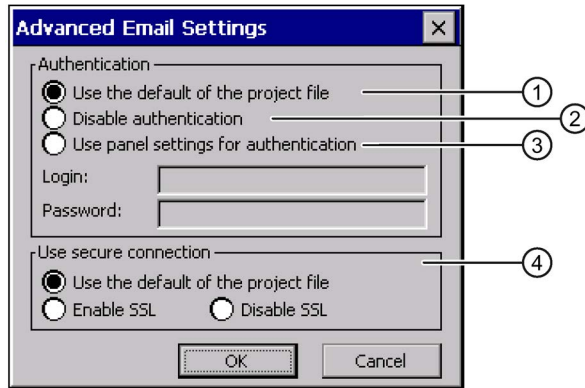 Advanced Email Settings ×
Authentication
Use the default of the project file 1
Disable authentication 2
Use panel settings for authentication 3
Login:
Password:
Use secure connection 4
Use the default of the project file
Enable SSL Disable SSL
OK Cancel